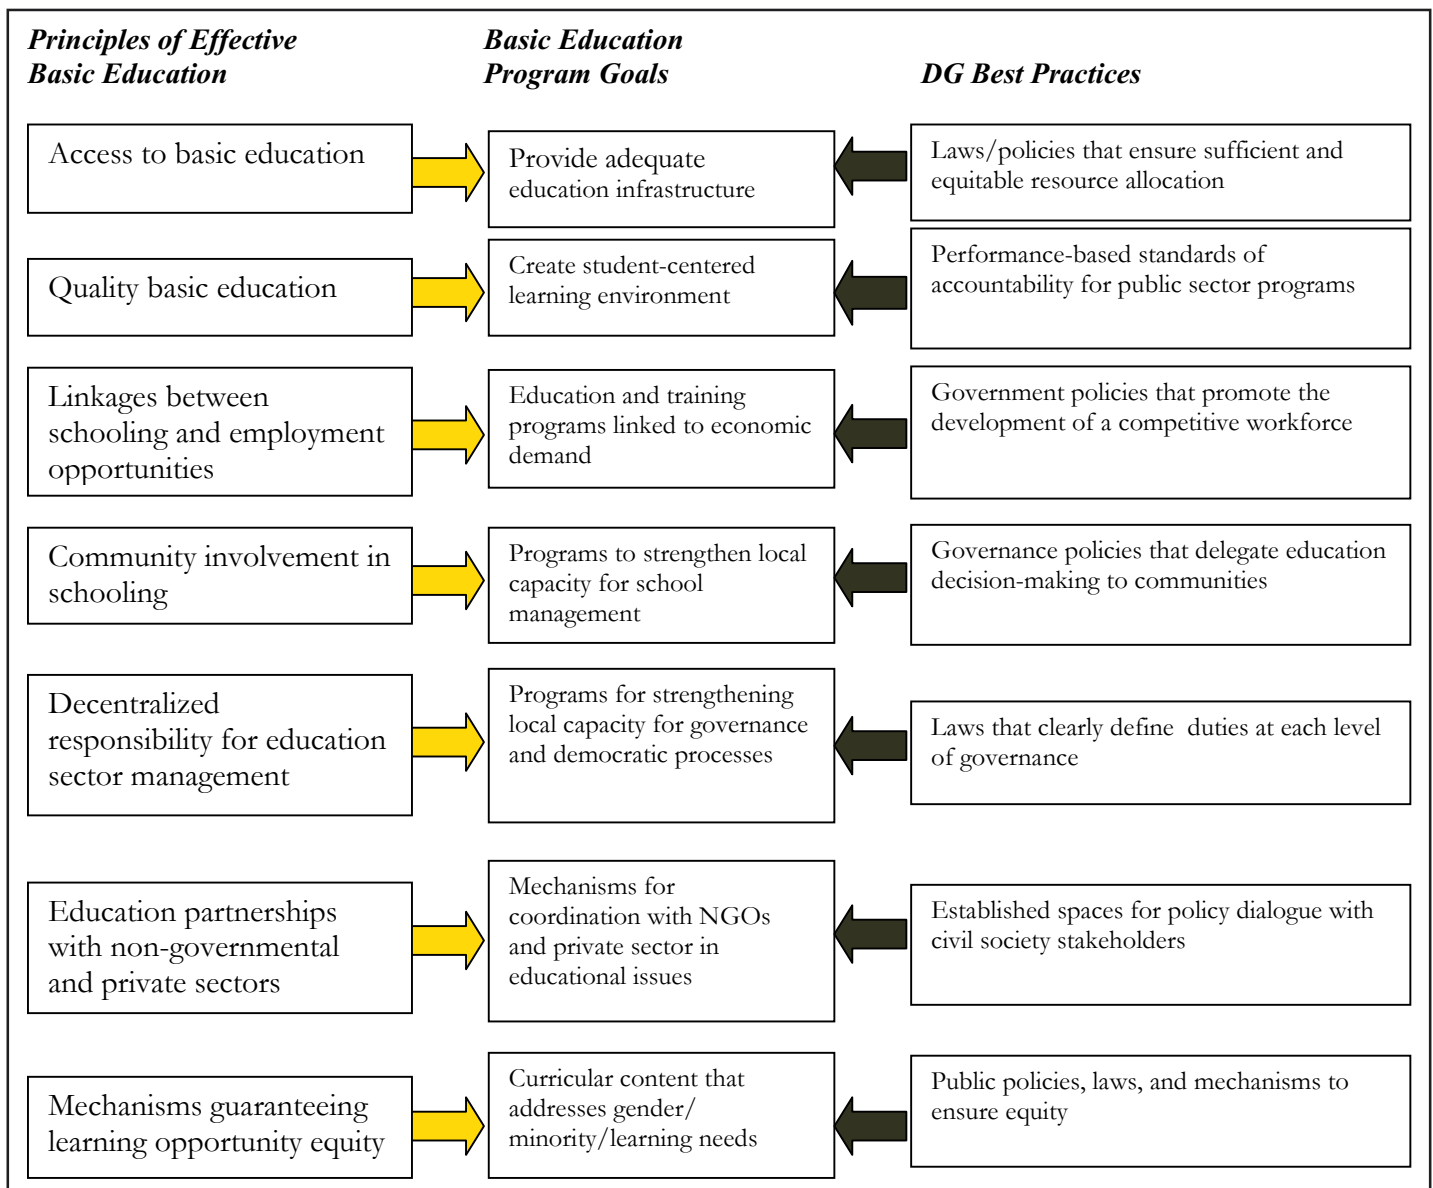 Principles of Effective
Basic Education
Basic Education
Program Goals
DG Best Practices
Access to basic education
Provide adequate
education infrastructure
Laws/policies that ensure sufficient and
equitable resource allocation
Quality basic education
Create student-centered
learning environment
Performance-based standards of
accountability for public sector programs
Linkages between
schooling and employment
opportunities
Education and training
programs linked to economic
demand
Government policies that promote the
development of a competitive workforce
Community involvement in
schooling
Programs to strengthen local
capacity for school
management
Governance policies that delegate education
decision-making to communities
Decentralized
responsibility for education
sector management
Programs for strengthening
local capacity for governance
and democratic processes
Laws that clearly define duties at each level
of governance
Education partnerships
with non-governmental
and private sectors
Mechanisms for
coordination with NGOs
and private sector in
educational issues
Established spaces for policy dialogue with
civil society stakeholders
Mechanisms guaranteeing
learning opportunity equity
Curricular content that
addresses gender/
minority/learning needs
Public policies, laws, and mechanisms to
ensure equity